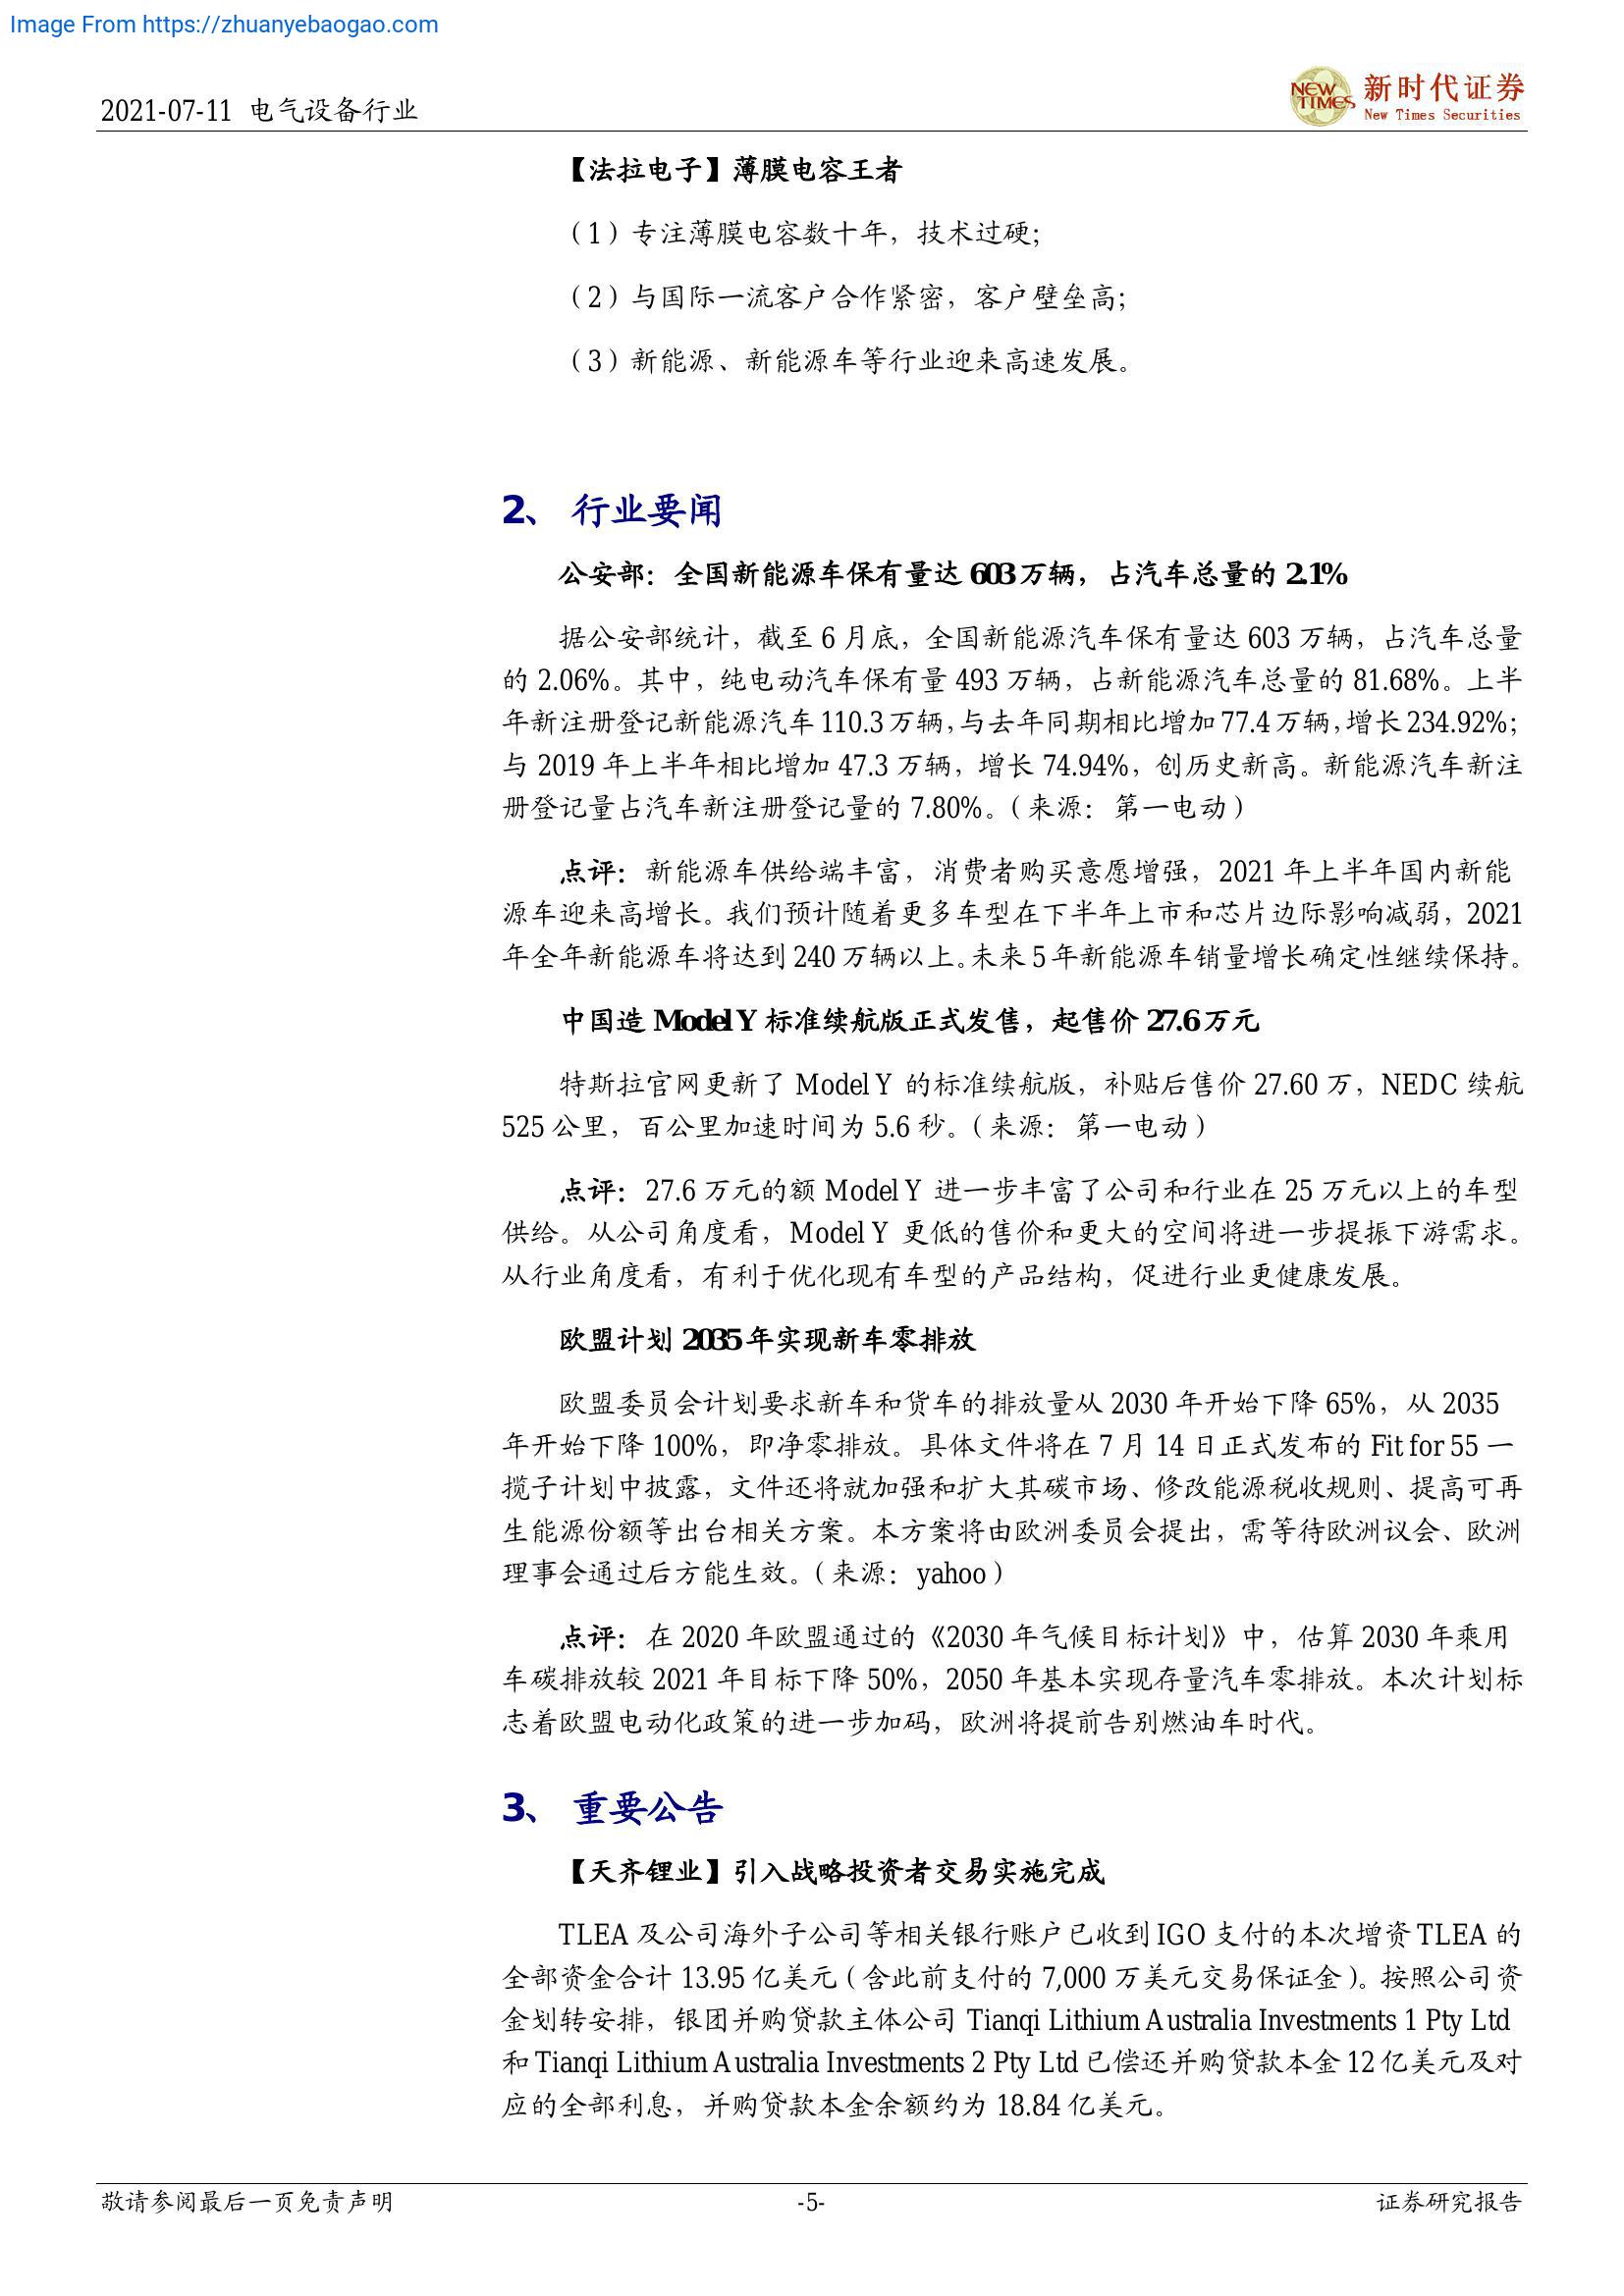 Image From https://zhuanyebaogao.com
2021-07-11 电气设备行业
NEW TIMES
新时代证券
New Times Securities
【法拉电子】薄膜电容王者
（1）专注薄膜电容数十年，技术过硬；
（2）与国际一流客户合作紧密，客户壁垒高；
（3）新能源、新能源车等行业迎来高速发展。
2、 行业要闻
公安部：全国新能源车保有量达 603 万辆，占汽车总量的 2.1%
据公安部统计，截至 6 月底，全国新能源汽车保有量达 603 万辆，占汽车总量
的 2.06%。其中，纯电动汽车保有量 493 万辆，占新能源汽车总量的 81.68%。上半
年新注册登记新能源汽车 110.3 万辆，与去年同期相比增加 77.4 万辆，增长 234.92%；
与 2019 年上半年相比增加 47.3 万辆，增长 74.94%，创历史新高。新能源汽车新注
册登记量占汽车新注册登记量的 7.80%。（来源：第一电动）
点评：新能源车供给端丰富，消费者购买意愿增强，2021 年上半年国内新能
源车迎来高增长。我们预计随着更多车型在下半年上市和芯片边际影响减弱，2021
年全年新能源车将达到 240 万辆以上。未来 5 年新能源车销量增长确定性继续保持。
中国造 Model Y 标准续航版正式发售，起售价 27.6 万元
特斯拉官网更新了 Model Y 的标准续航版，补贴后售价 27.60 万，NEDC 续航
525 公里，百公里加速时间为 5.6 秒。（来源：第一电动）
点评：27.6 万元的额 Model Y 进一步丰富了公司和行业在 25 万元以上的车型
供给。从公司角度看，Model Y 更低的售价和更大的空间将进一步提振下游需求。
从行业角度看，有利于优化现有车型的产品结构，促进行业更健康发展。
欧盟计划 2035 年实现新车零排放
欧盟委员会计划要求新车和货车的排放量从 2030 年开始下降 65%，从 2035
年开始下降 100%，即净零排放。具体文件将在 7 月 14 日正式发布的 Fit for 55 一
揽子计划中披露，文件还将就加强和扩大其碳市场、修改能源税收规则、提高可再
生能源份额等出台相关方案。本方案将由欧洲委员会提出，需等待欧洲议会、欧洲
理事会通过后方能生效。（来源：yahoo）
点评：在 2020 年欧盟通过的《2030 年气候目标计划》中，估算 2030 年乘用
车碳排放较 2021 年目标下降 50%，2050 年基本实现存量汽车零排放。本次计划标
志着欧盟电动化政策的进一步加码，欧洲将提前告别燃油车时代。
3、 重要公告
【天齐锂业】引入战略投资者交易实施完成
TLEA 及公司海外子公司等相关银行账户已收到 IGO 支付的本次增资 TLEA 的
全部资金合计 13.95 亿美元（含此前支付的 7,000 万美元交易保证金）。按照公司资
金划转安排，银团并购贷款主体公司 Tianqi Lithium Australia Investments 1 Pty Ltd
和 Tianqi Lithium Australia Investments 2 Pty Ltd 已偿还并购贷款本金 12 亿美元及对
应的全部利息，并购贷款本金余额约为 18.84 亿美元。
敬请参阅最后一页免责声明
-5-
证券研究报告